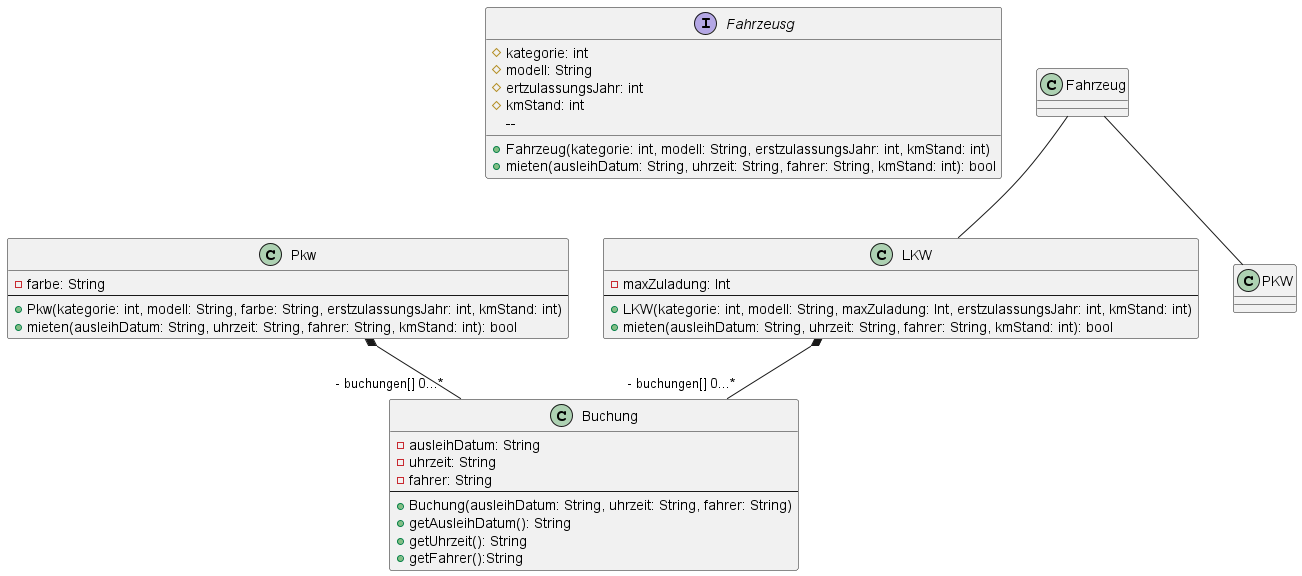 I Fahrzeusg
kategorie: int
modell: String
ertzulassungsJahr: int
kmStand: int
--
Fahrzeug(kategorie: int, modell: String, erstzulassungsJahr: int, kmStand: int)
mieten(ausleihDatum: String, uhrzeit: String, fahrer: String, kmStand: int): bool
C Fahrzeug
C Pkw
farbe: String
Pkw(kategorie: int, modell: String, farbe: String, erstzulassungsJahr: int, kmStand: int)
mieten(ausleihDatum: String, uhrzeit: String, fahrer: String, kmStand: int): bool
C LKW
maxZuladung: Int
LKW(kategorie: int, modell: String, maxZuladung: Int, erstzulassungsJahr: int, kmStand: int)
mieten(ausleihDatum: String, uhrzeit: String, fahrer: String, kmStand: int): bool
C PKW
- buchungen[] 0...*
- buchungen[] 0...*
C Buchung
ausleihDatum: String
uhrzeit: String
fahrer: String
Buchung(ausleihDatum: String, uhrzeit: String, fahrer: String)
getAusleihDatum(): String
getUhrzeit(): String
getFahrer():String